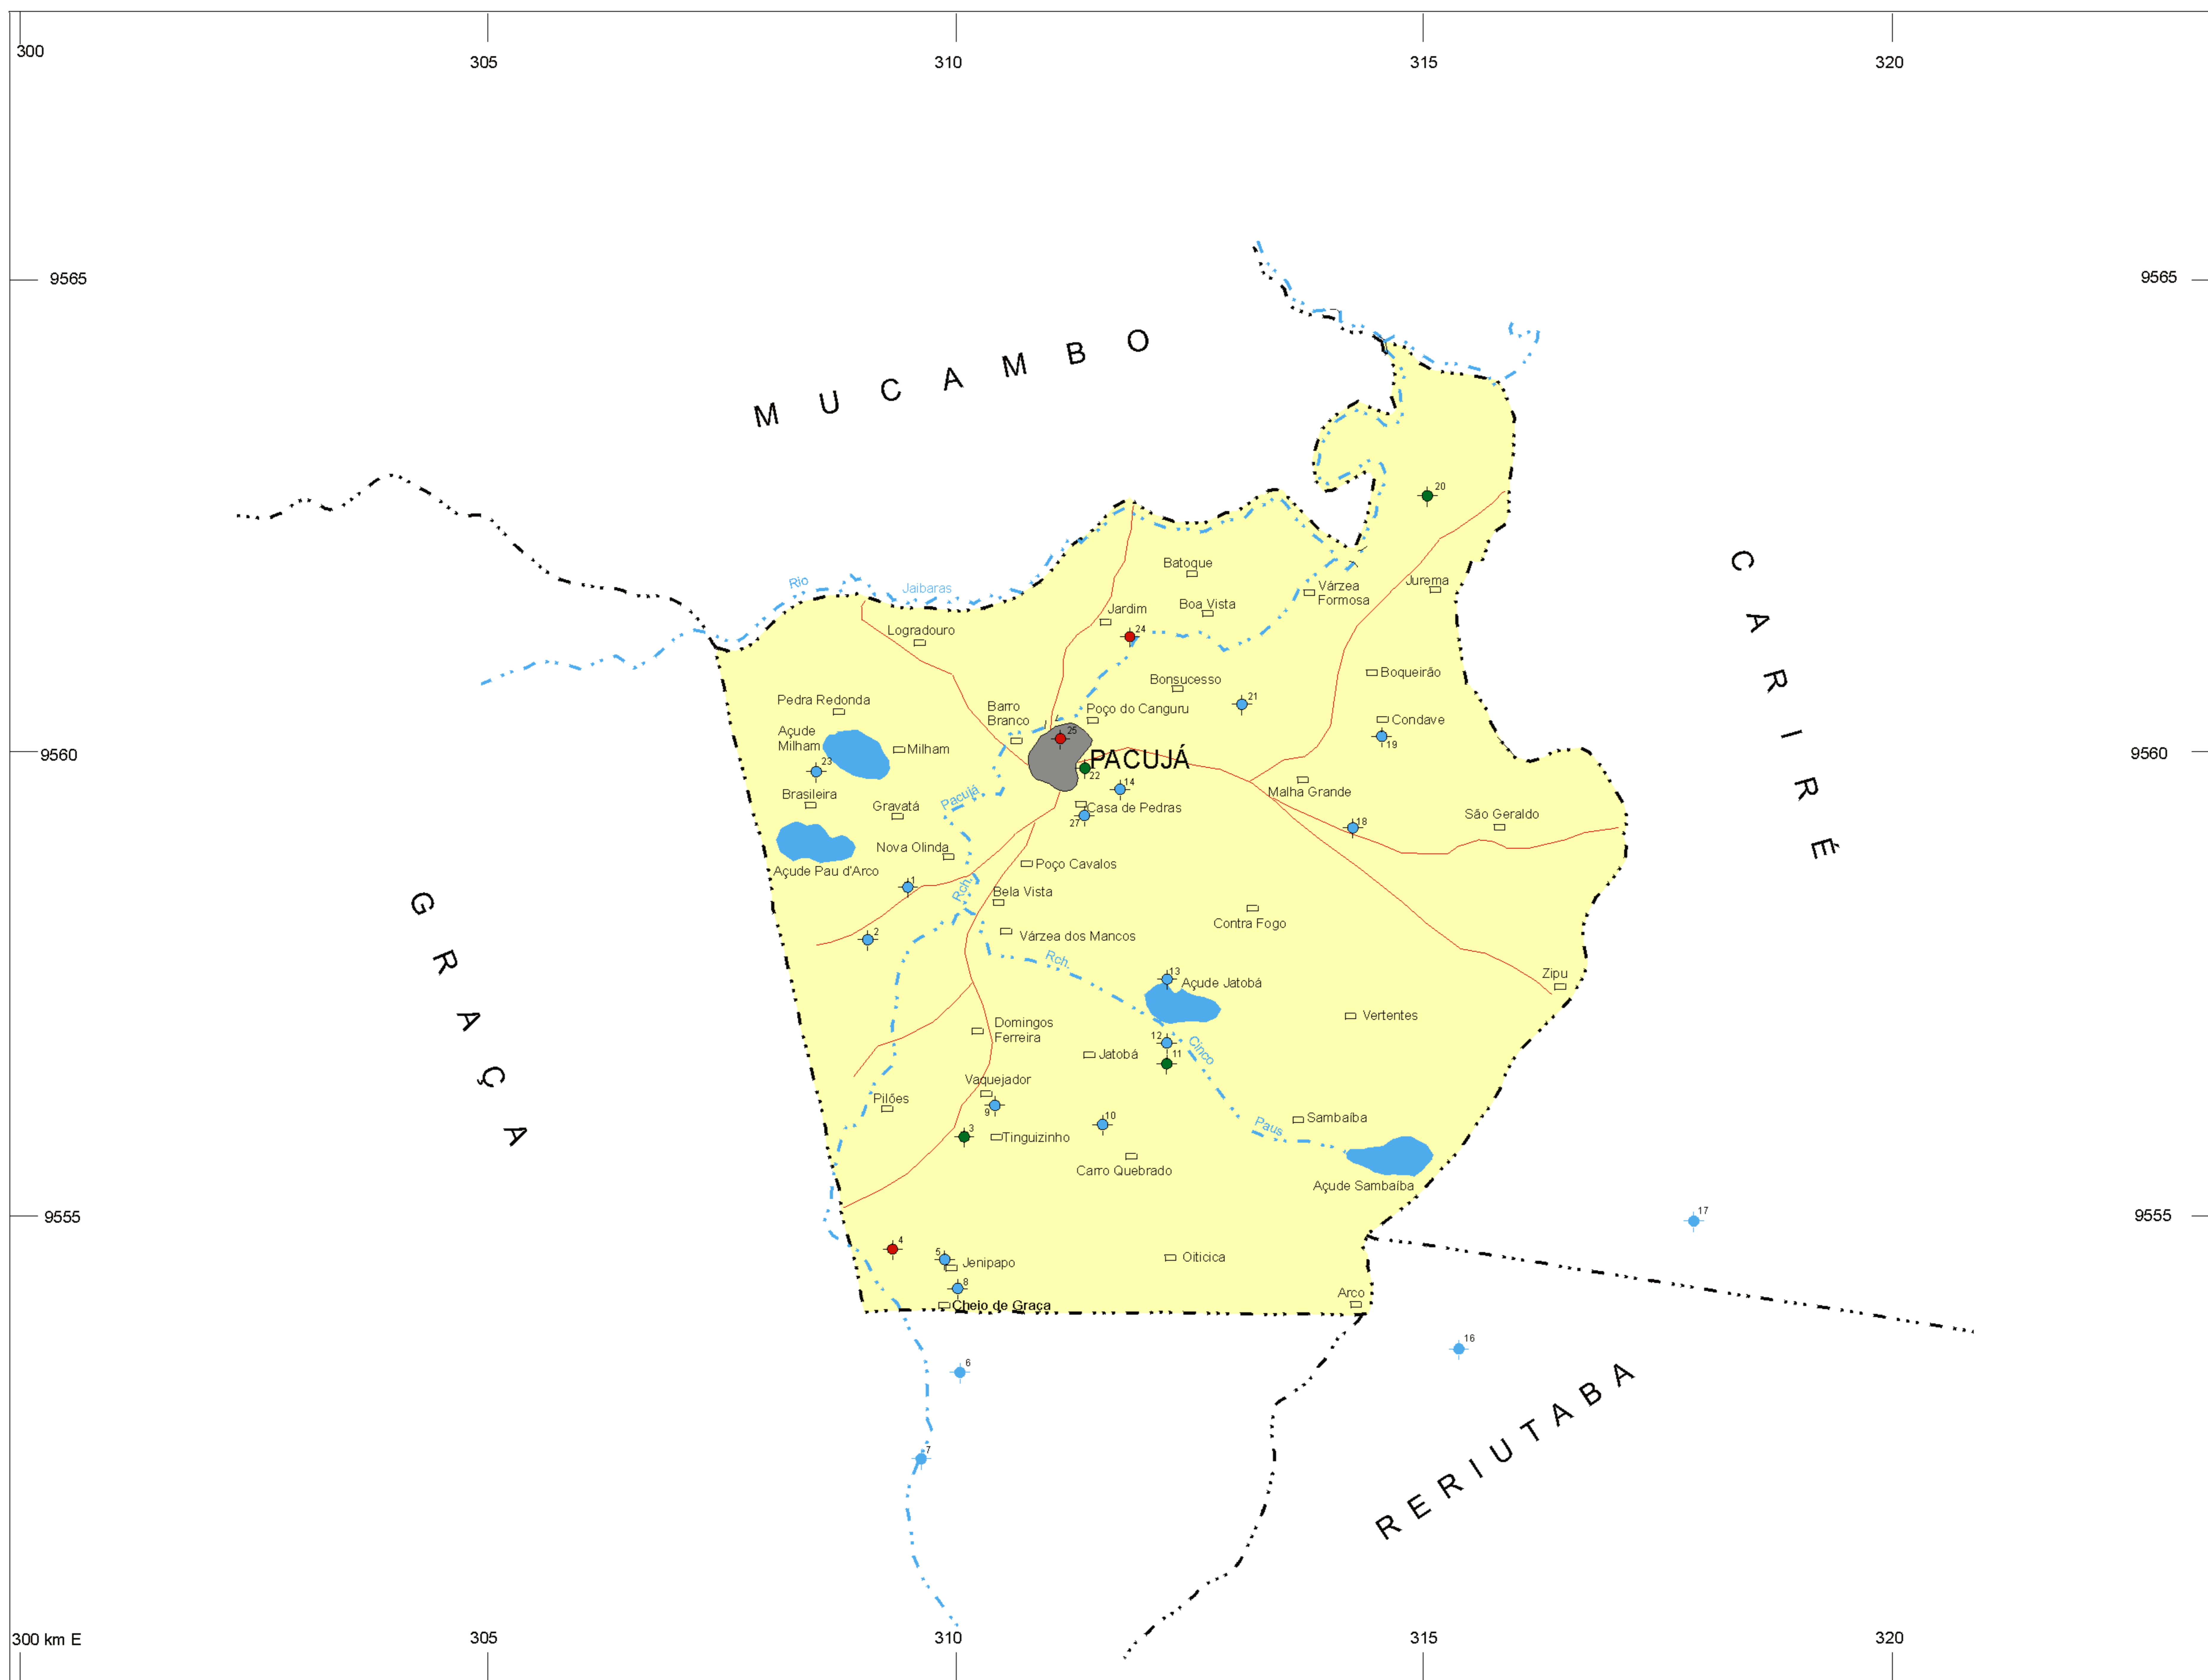 300
305
310
315
320
9565
9565
M U C A M B O
20
C A R I R É
Batoque
Rio
Jaibaras
Várzea
Formosa
Jurema
Boa Vista
Jardim
24
Logradouro
Boqueirão
Bonsucesso
Pedra Redonda
21
Barro
Branco
Poço do Canguru
Condave
19
Açude
Milham
25
Milham
9560
PACUJÁ
9560
23
22
14
Malha Grande
Brasileira
Pacujá
Gravatá
Casa de Pedras
27
São Geraldo
18
Nova Olinda
Açude Pau d'Arco
Poço Cavalos
1
Rch.
Bela Vista
G R A Ç A
Contra Fogo
2
Várzea dos Mancos
Rch.
13
Açude Jatobá
Zipu
Vertentes
Domingos
Ferreira
12
Cinco
Jatobá
11
Vaquejador
9
Pilões
10
Sambaíba
Paus
3
Tinguizinho
Carro Quebrado
Açude Sambaíba
9555
9555
17
4
5
Jenipapo
Oiticica
8
Cheio de Graça
Arco
16
6
R E R I U T A B A
7
300 km E
305
310
315
320